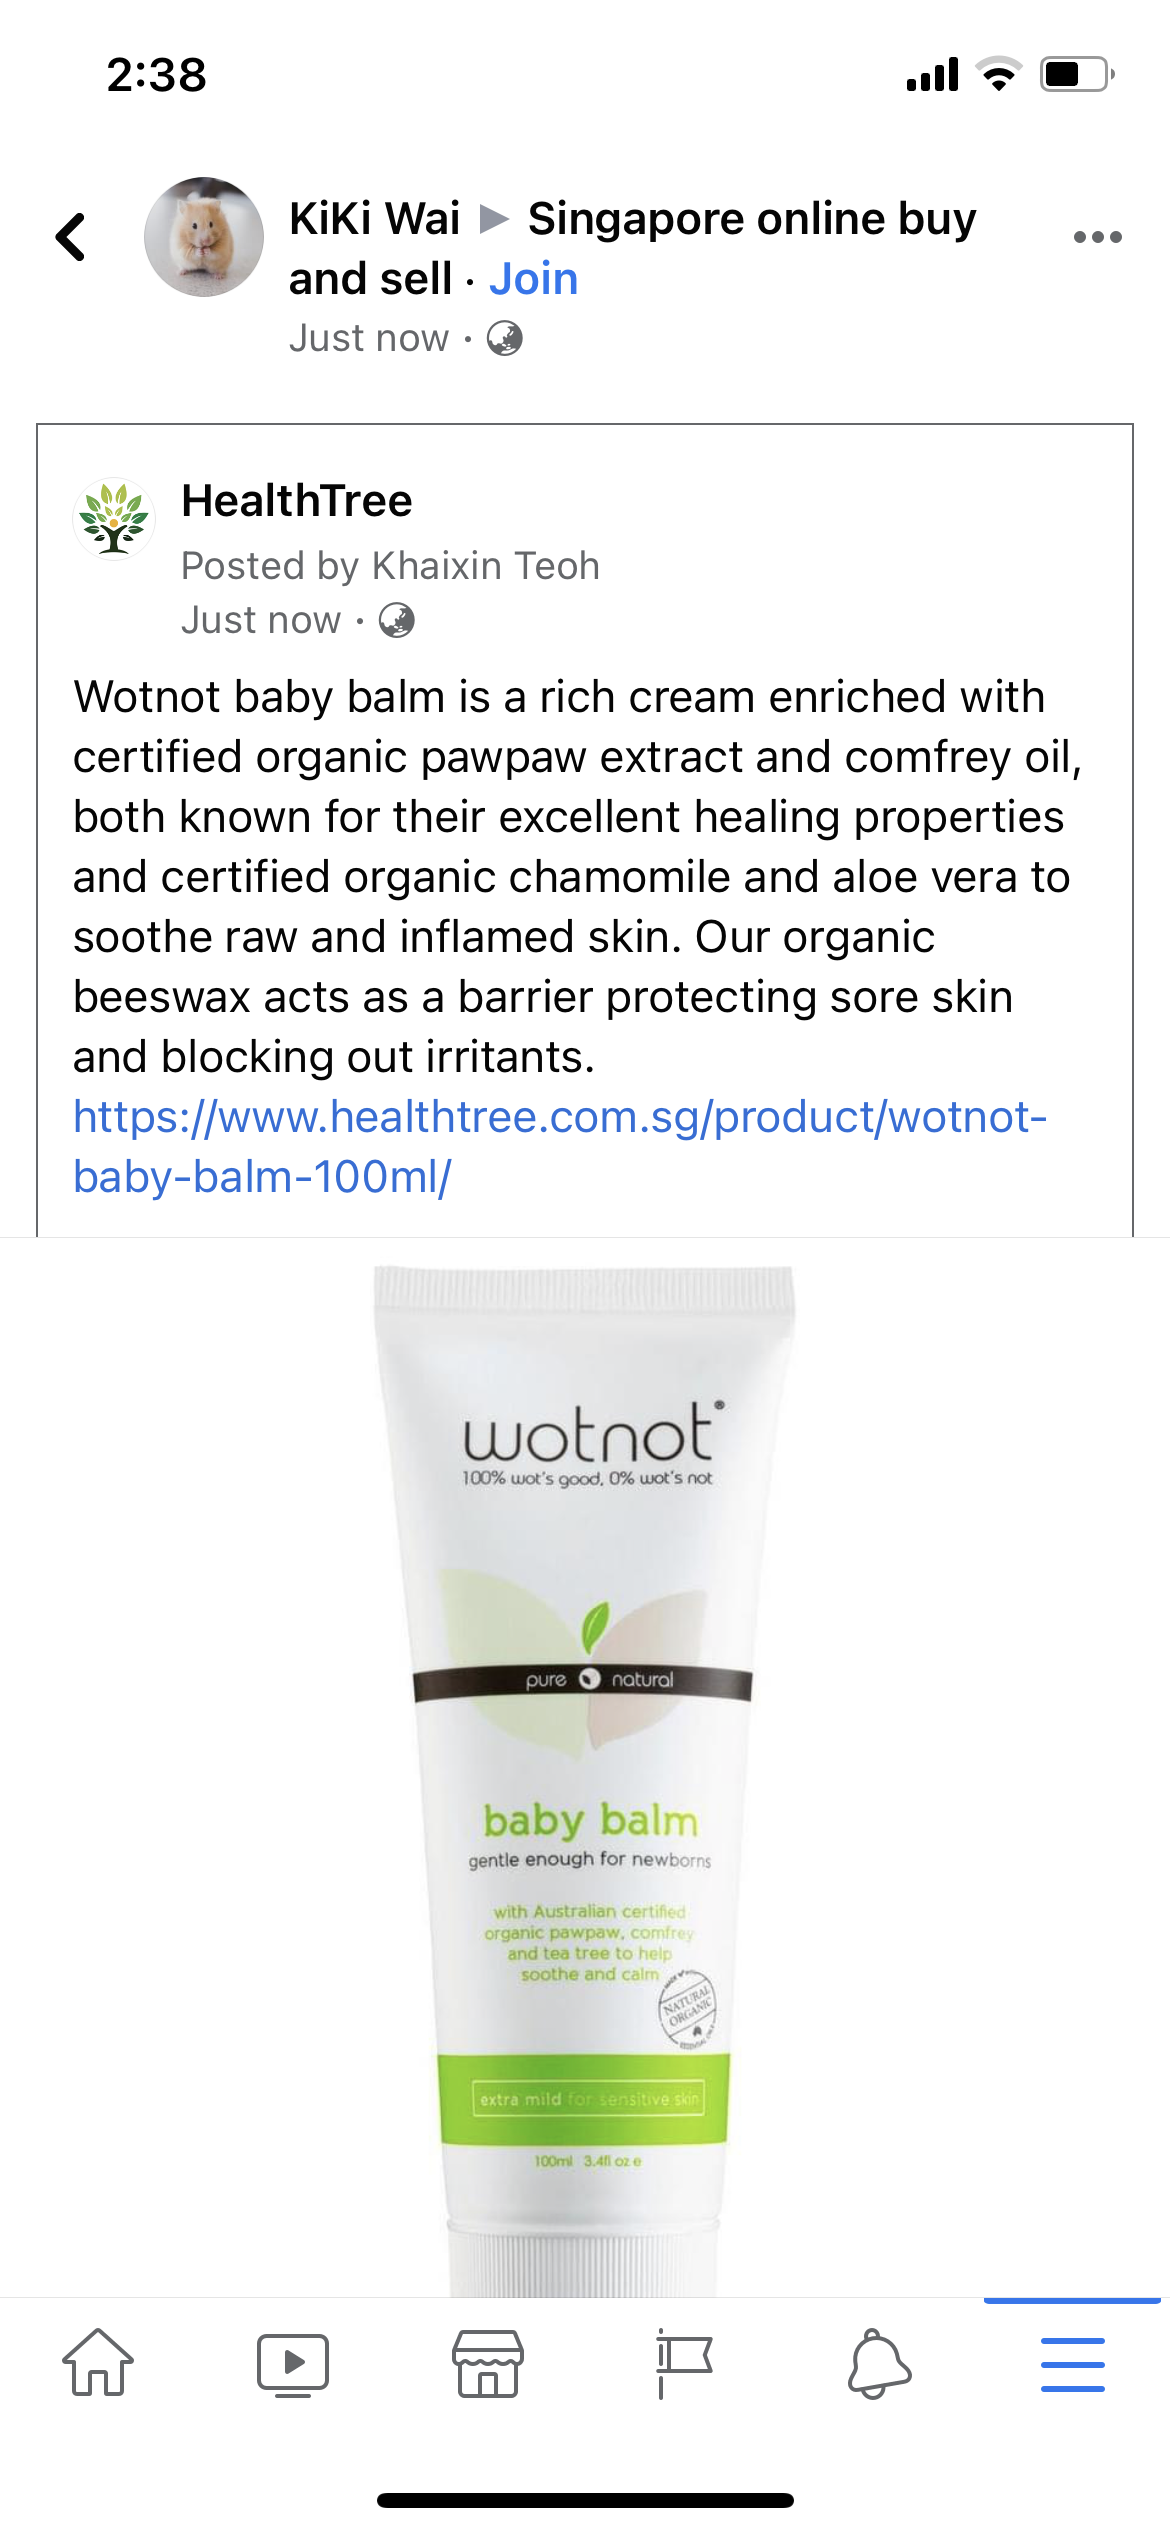 2:38
KiKi Wai ▶ Singapore online buy
and sell · Join
Just now ·
HealthTree
Posted by Khaixin Teoh
Just now ·
Wotnot baby balm is a rich cream enriched with
certified organic pawpaw extract and comfrey oil,
both known for their excellent healing properties
and certified organic chamomile and aloe vera to
soothe raw and inflamed skin. Our organic
beeswax acts as a barrier protecting sore skin
and blocking out irritants.
https://www.healthtree.com.sg/product/wotnot-
baby-balm-100ml/
wotnot®
100% wot's good, 0% wot's not
pure natural
baby balm
gentle enough for newborns
with Australian certified
organic pawpaw, comfrey
and tea tree to help
soothe and calm
NATURAL
ORGANIC
extra mild for sensitive skin
100ml 3.4fl oz e